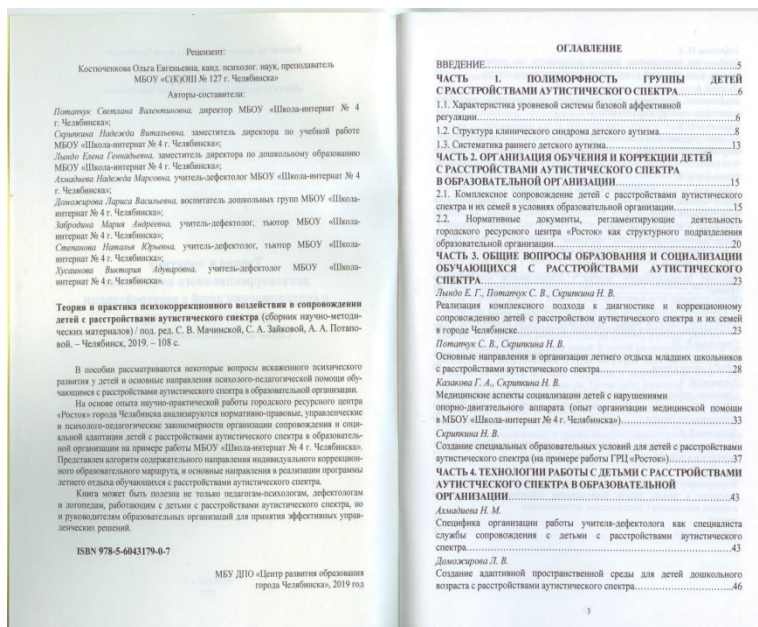 Рецензент:
Костюченкова Ольга Евгеньевна, канд. психолог. наук, преподаватель
МБОУ «С(К)ОШ № 127 г. Челябинска»
Авторы-составители:
Потапчук Светлана Валентиновна, директор МБОУ «Школа-интернат № 4
г. Челябинска»;
Скрипкина Надежда Витальевна, заместитель директора по учебной работе
МБОУ «Школа-интернат № 4 г. Челябинска»;
Лындо Елена Геннадьевна, заместитель директора по дошкольному образованию
МБОУ «Школа-интернат № 4 г. Челябинска»;
Ахмадиева Надежда Марсовна, учитель-дефектолог МБОУ «Школа-интернат № 4
г. Челябинска»;
Доможирова Лариса Васильевна, воспитатель дошкольных групп МБОУ «Школа-
интернат № 4 г. Челябинска»;
Забродина Мария Андреевна, учитель-дефектолог, тьютор МБОУ «Школа-
интернат № 4 г. Челябинска»;
Степанова Наталья Юрьевна, учитель-дефектолог, тьютор МБОУ «Школа-
интернат № 4 г. Челябинска»;
Хусаинова Виктория Адуваровна, учитель-дефектолог МБОУ «Школа-
интернат № 4 г. Челябинска».
Теория и практика психокоррекционного воздействия в сопровождении
детей с расстройствами аутистического спектра (сборник научно-методи-
ческих материалов) / под. ред. С. В. Мачинской, С. А. Зайковой, А. А. Потапо-
вой. – Челябинск, 2019. – 108 с.
В пособии рассматриваются некоторые вопросы искаженного психического
развития у детей и основные направления психолого-педагогической помощи обу-
чающимся с расстройствами аутистического спектра в образовательной организации.
На основе опыта научно-практической работы городского ресурсного центра
«Росток» города Челябинска анализируются нормативно-правовые, управленческие
и психолого-педагогические закономерности организации сопровождения и соци-
альной адаптации детей с расстройствами аутистического спектра в образователь-
ной организации на примере работы МБОУ «Школа-интернат № 4 г. Челябинска».
Представлен алгоритм содержательного направления индивидуального коррекцион-
ного образовательного маршрута, и основные направления в реализации программы
летнего отдыха обучающихся с расстройствами аутистического спектра.
Книга может быть полезна не только педагогам-психологам, дефектологам
и логопедам, работающим с детьми с расстройствами аутистического спектра, но
и руководителям образовательных организаций для принятия эффективных управ-
ленческих решений.
ISBN 978-5-6043179-0-7
МБУ ДПО «Центр развития образования
города Челябинска», 2019 год
ОГЛАВЛЕНИЕ
ВВЕДЕНИЕ.....5
ЧАСТЬ 1. ПОЛИМОРФНОСТЬ ГРУППЫ ДЕТЕЙ
С РАССТРОЙСТВАМИ АУТИСТИЧЕСКОГО СПЕКТРА.....6
1.1. Характеристика уровневой системы базовой аффективной
регуляции.....6
1.2. Структура клинического синдрома детского аутизма.....8
1.3. Систематика раннего детского аутизма.....13
ЧАСТЬ 2. ОРГАНИЗАЦИЯ ОБУЧЕНИЯ И КОРРЕКЦИИ ДЕТЕЙ
С РАССТРОЙСТВАМИ АУТИСТИЧЕСКОГО СПЕКТРА
В ОБРАЗОВАТЕЛЬНОЙ ОРГАНИЗАЦИИ.....15
2.1. Комплексное сопровождение детей с расстройствами аутистического
спектра и их семей в условиях образовательной организации.....15
2.2. Нормативные документы, регламентирующие деятельность
городского ресурсного центра «Росток» как структурного подразделения
образовательной организации.....20
ЧАСТЬ 3. ОБЩИЕ ВОПРОСЫ ОБРАЗОВАНИЯ И СОЦИАЛИЗАЦИИ
ОБУЧАЮЩИХСЯ С РАССТРОЙСТВАМИ АУТИСТИЧЕСКОГО
СПЕКТРА.....23
Лындо Е. Г., Потапчук С. В., Скрипкина Н. В.
Реализация комплексного подхода к диагностике и коррекционному
сопровождению детей с расстройством аутистического спектра и их семей
в городе Челябинске.....23
Потапчук С. В., Скрипкина Н. В.
Основные направления в организации летнего отдыха младших школьников
с расстройствами аутистического спектра.....28
Казакова Г. А., Скрипкина Н. В.
Медицинские аспекты социализации детей с нарушениями
опорно-двигательного аппарата (опыт организации медицинской помощи
в МБОУ «Школа-интернат № 4 г. Челябинска»).....33
Скрипкина Н. В.
Создание специальных образовательных условий для детей с расстройствами
аутистического спектра (на примере работы ГРЦ «Росток»).....37
ЧАСТЬ 4. ТЕХНОЛОГИИ РАБОТЫ С ДЕТЬМИ С РАССТРОЙСТВАМИ
АУТИСТЧЕСКОГО СПЕКТРА В ОБРАЗОВАТЕЛЬНОЙ
ОРГАНИЗАЦИИ.....43
Ахмадиева Н. М.
Специфика организации работы учителя-дефектолога как специалиста
службы сопровождения с детьми с расстройствами аутистического
спектра.....43
Доможирова Л. В.
Создание адаптивной пространственной среды для детей дошкольного
возраста с расстройствами аутистического спектра.....46
3